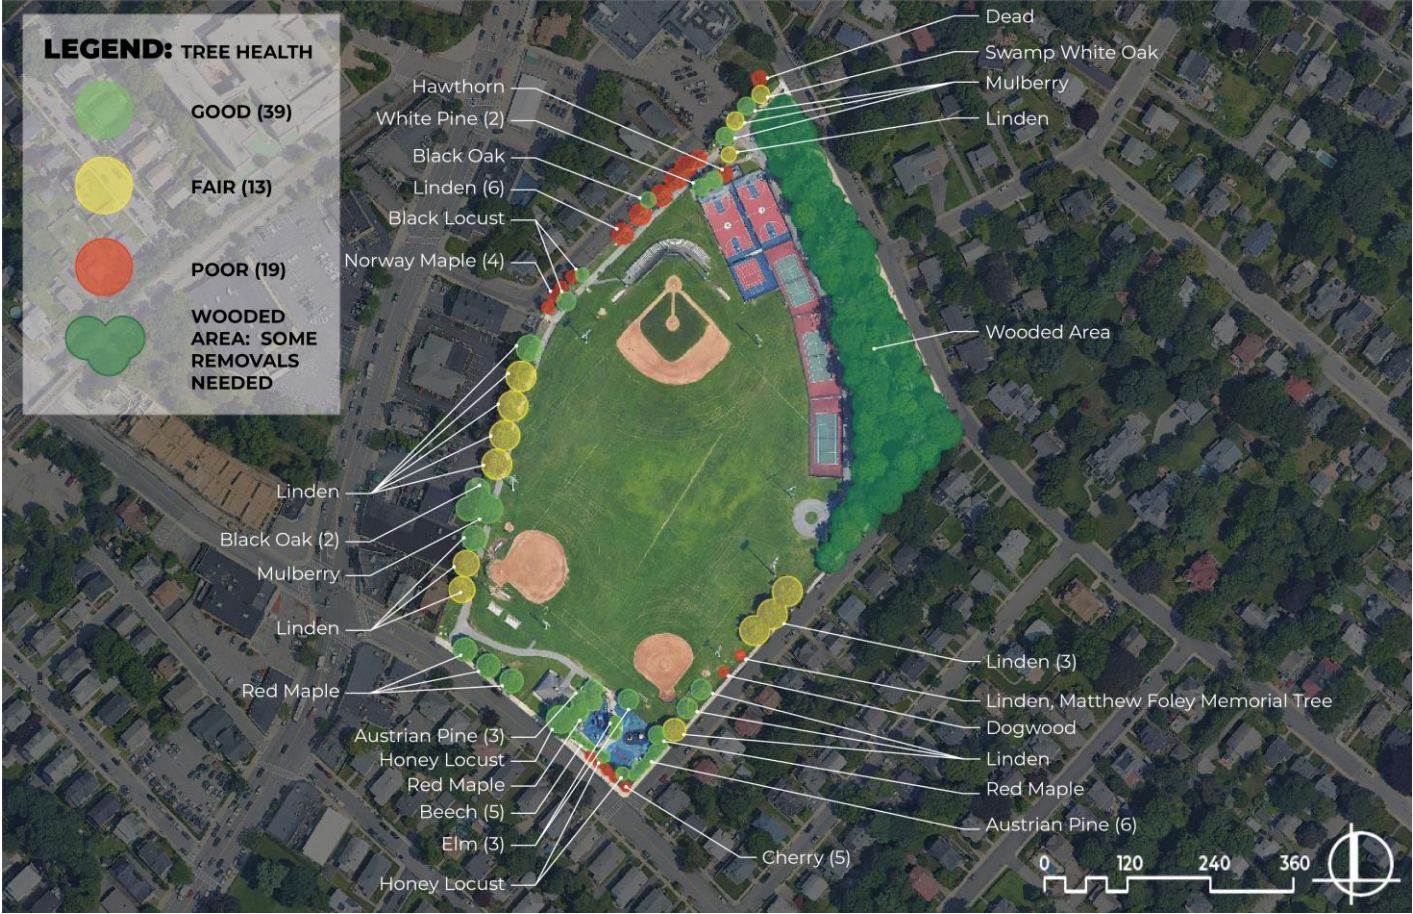 LEGEND: TREE HEALTH
GOOD (39)
FAIR (13)
POOR (19)
WOODED
AREA: SOME
REMOVALS
NEEDED
Hawthorn
White Pine (2)
Black Oak
Linden (6)
Black Locust
Norway Maple (4)
Linden
Black Oak (2)
Mulberry
Linden
Red Maple
Austrian Pine (3)
Honey Locust
Red Maple
Beech (5)
Elm (3)
Honey Locust
Dead
Swamp White Oak
Mulberry
Linden
Wooded Area
Linden (3)
Linden, Matthew Foley Memorial Tree
Dogwood
Linden
Red Maple
Austrian Pine (6)
Cherry (5)
0 120 240 360